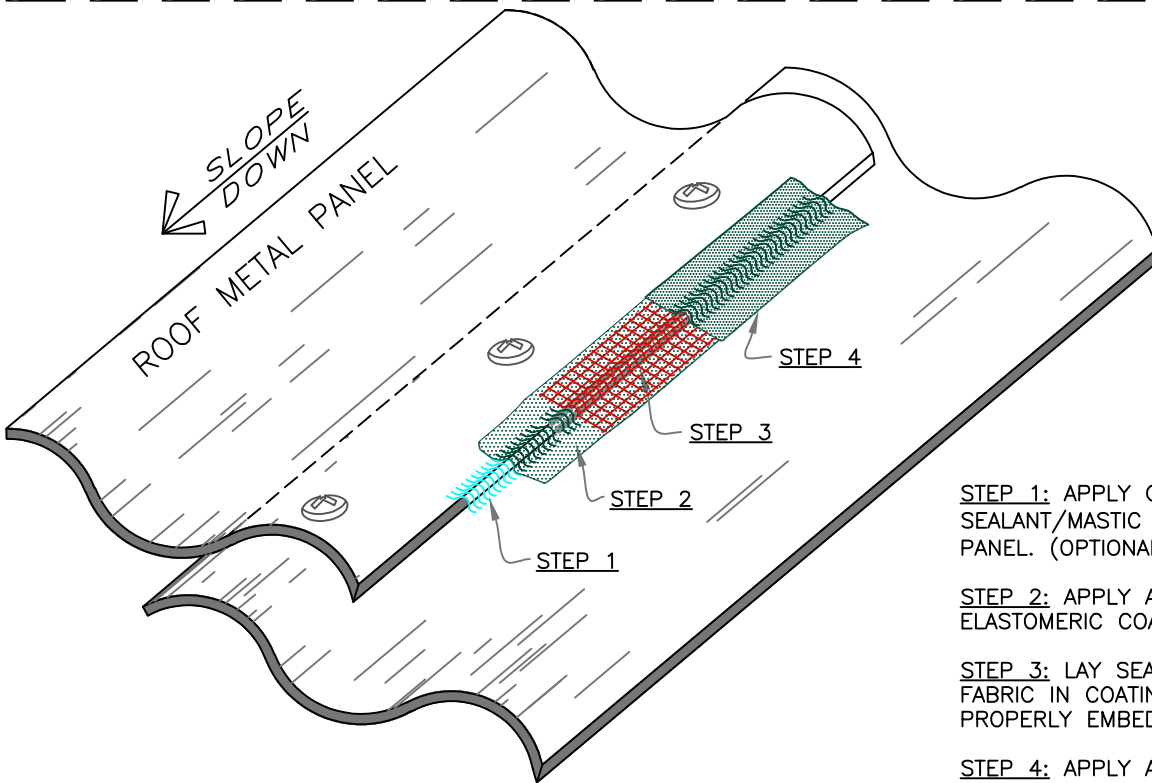 SLOPE
DOWN
ROOF METAL PANEL
STEP 4
STEP 3
STEP 2
STEP 1
STEP 1: APPLY
SEALANT/MASTIC
PANEL.
STEP 2: APPLY A
ELASTOMERIC
STEP 3: LAY
FABRIC IN
PROPERLY
STEP 4: APPLY A